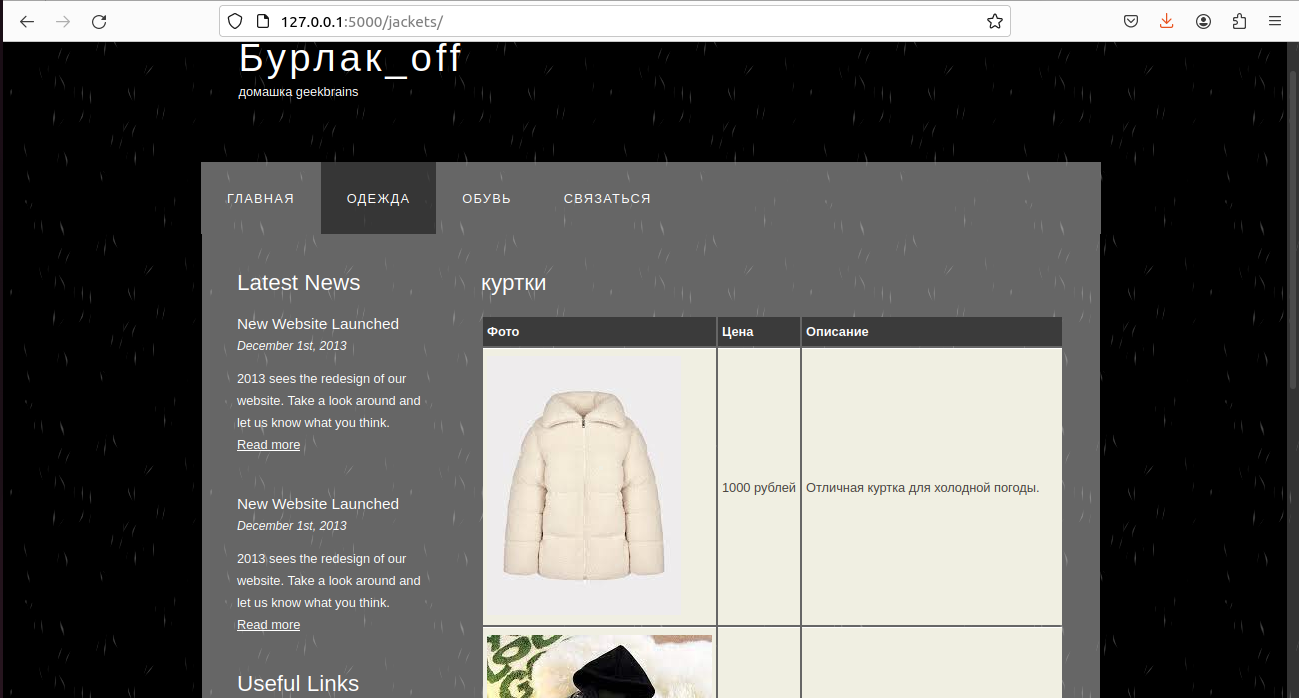 127.0.0.1:5000/jackets/
Бурлак_off
домашка geekbrains
ГЛАВНАЯ
ОДЕЖДА
ОБУВЬ
СВЯЗАТЬСЯ
Latest News
New Website Launched
December 1st, 2013
2013 sees the redesign of our
website. Take a look around and
let us know what you think.
Read more
New Website Launched
December 1st, 2013
2013 sees the redesign of our
website. Take a look around and
let us know what you think.
Read more
Useful Links
куртки
Фото Цена Описание
1000 рублей Отличная куртка для холодной погоды.